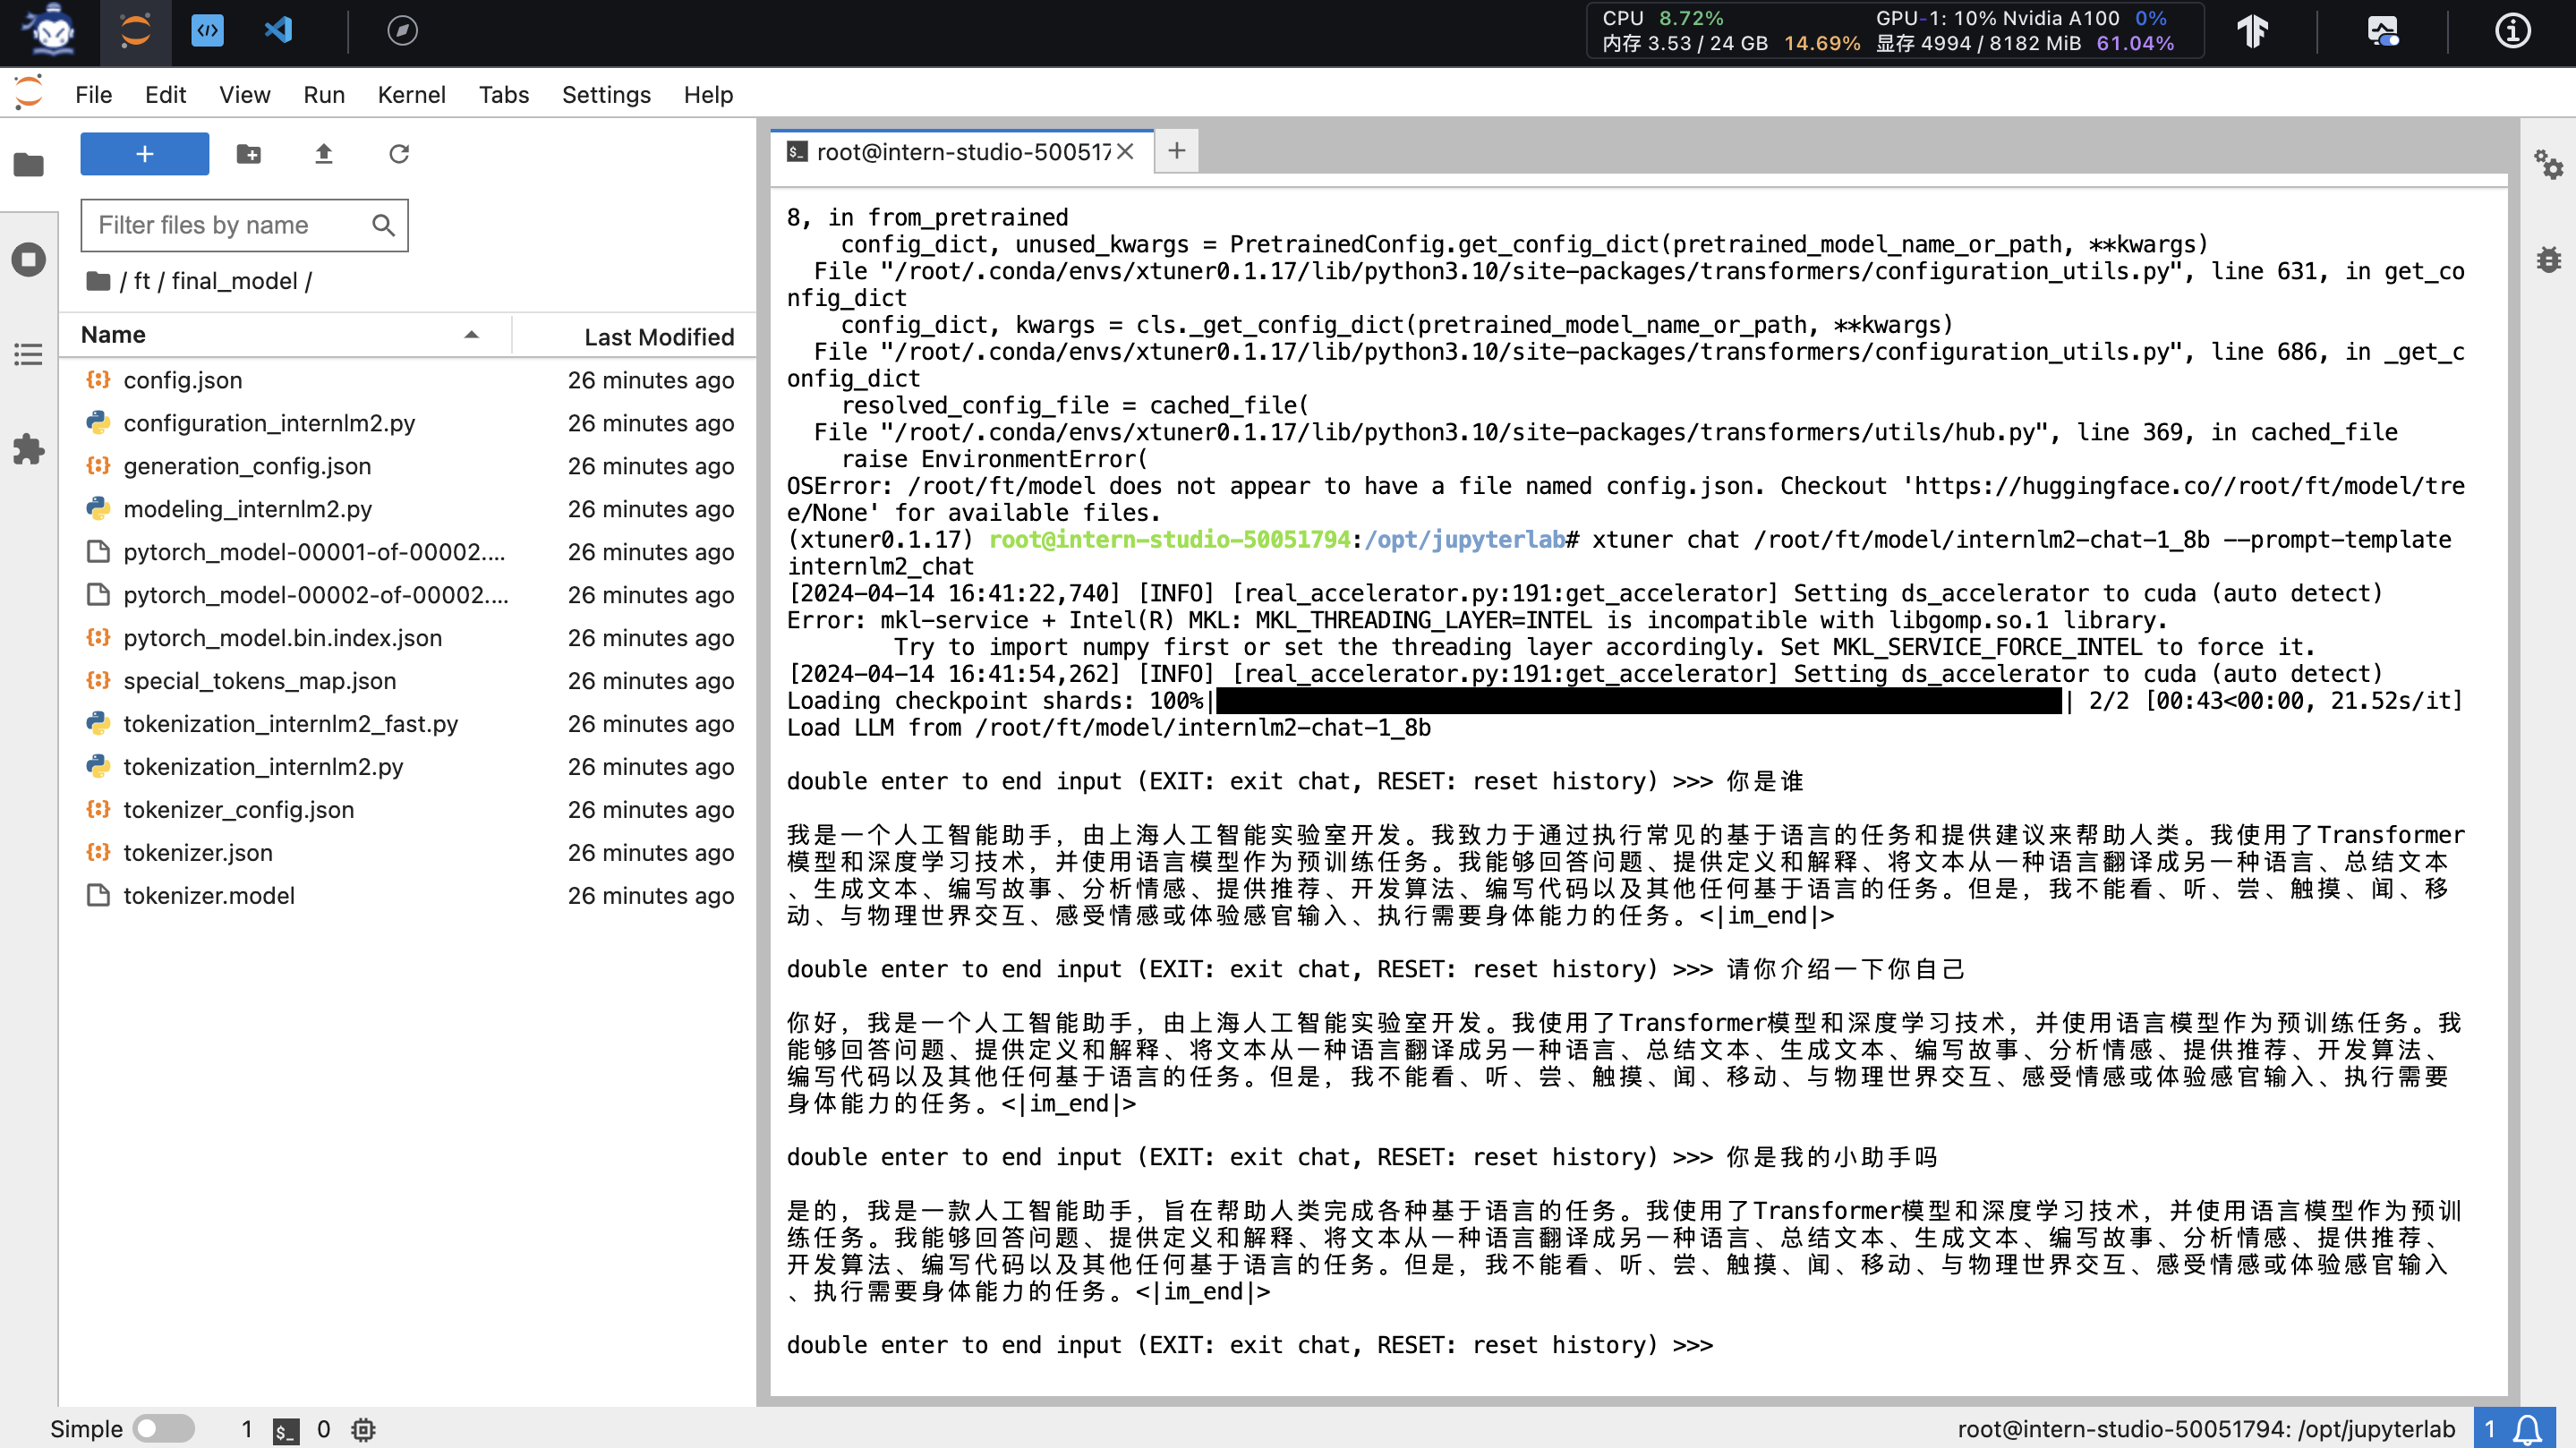 CPU 8.72% GPU-1: 10% Nvidia A100 0%
内存 3.53 / 24 GB 14.69% 显存 4994 / 8182 MiB 61.04%
File Edit View Run Kernel Tabs Settings Help
+
Filter files by name
/ ft / final_model /
Name Last Modified
config.json 26 minutes ago
configuration_internlm2.py 26 minutes ago
generation_config.json 26 minutes ago
modeling_internlm2.py 26 minutes ago
pytorch_model-00001-of-00002.... 26 minutes ago
pytorch_model-00002-of-00002.... 26 minutes ago
pytorch_model.bin.index.json 26 minutes ago
special_tokens_map.json 26 minutes ago
tokenization_internlm2_fast.py 26 minutes ago
tokenization_internlm2.py 26 minutes ago
tokenizer_config.json 26 minutes ago
tokenizer.json 26 minutes ago
tokenizer.model 26 minutes ago
root@intern-studio-500517
8, in from_pretrained
config_dict, unused_kwargs = PretrainedConfig.get_config_dict(pretrained_model_name_or_path, **kwargs)
File "/root/.conda/envs/xtuner0.1.17/lib/python3.10/site-packages/transformers/configuration_utils.py", line 631, in get_co
nfig_dict
config_dict, kwargs = cls._get_config_dict(pretrained_model_name_or_path, **kwargs)
File "/root/.conda/envs/xtuner0.1.17/lib/python3.10/site-packages/transformers/configuration_utils.py", line 686, in _get_c
onfig_dict
resolved_config_file = cached_file(
File "/root/.conda/envs/xtuner0.1.17/lib/python3.10/site-packages/transformers/utils/hub.py", line 369, in cached_file
raise EnvironmentError(
OSError: /root/ft/model does not appear to have a file named config.json. Checkout 'https://huggingface.co//root/ft/model/tre
e/None' for available files.
(xtuner0.1.17) root@intern-studio-50051794:/opt/jupyterlab# xtuner chat /root/ft/model/internlm2-chat-1_8b --prompt-template
internlm2_chat
[2024-04-14 16:41:22,740] [INFO] [real_accelerator.py:191:get_accelerator] Setting ds_accelerator to cuda (auto detect)
Error: mkl-service + Intel(R) MKL: MKL_THREADING_LAYER=INTEL is incompatible with libgomp.so.1 library.
Try to import numpy first or set the threading layer accordingly. Set MKL_SERVICE_FORCE_INTEL to force it.
[2024-04-14 16:41:54,262] [INFO] [real_accelerator.py:191:get_accelerator] Setting ds_accelerator to cuda (auto detect)
Loading checkpoint shards: 100%| | 2/2 [00:43<00:00, 21.52s/it]
Load LLM from /root/ft/model/internlm2-chat-1_8b
double enter to end input (EXIT: exit chat, RESET: reset history) >>> 你是谁
我是一个人工智能助手，由上海人工智能实验室开发。我致力于通过执行常见的基于语言的任务和提供建议来帮助人类。我使用了Transformer
模型和深度学习技术，并使用语言模型作为预训练任务。我能够回答问题、提供定义和解释、将文本从一种语言翻译成另一种语言、总结文本
、生成文本、编写故事、分析情感、提供推荐、开发算法、编写代码以及其他任何基于语言的任务。但是，我不能看、听、尝、触摸、闻、移
动、与物理世界交互、感受情感或体验感官输入、执行需要身体能力的任务。<|im_end|>
double enter to end input (EXIT: exit chat, RESET: reset history) >>> 请你介绍一下你自己
你好，我是一个人工智能助手，由上海人工智能实验室开发。我使用了Transformer模型和深度学习技术，并使用语言模型作为预训练任务。我
能够回答问题、提供定义和解释、将文本从一种语言翻译成另一种语言、总结文本、生成文本、编写故事、分析情感、提供推荐、开发算法、
编写代码以及其他任何基于语言的任务。但是，我不能看、听、尝、触摸、闻、移动、与物理世界交互、感受情感或体验感官输入、执行需要
身体能力的任务。<|im_end|>
double enter to end input (EXIT: exit chat, RESET: reset history) >>> 你是我的小助手吗
是的，我是一款人工智能助手，旨在帮助人类完成各种基于语言的任务。我使用了Transformer模型和深度学习技术，并使用语言模型作为预训
练任务。我能够回答问题、提供定义和解释、将文本从一种语言翻译成另一种语言、总结文本、生成文本、编写故事、分析情感、提供推荐、
开发算法、编写代码以及其他任何基于语言的任务。但是，我不能看、听、尝、触摸、闻、移动、与物理世界交互、感受情感或体验感官输入
、执行需要身体能力的任务。<|im_end|>
double enter to end input (EXIT: exit chat, RESET: reset history) >>>
Simple 1 $_ 0 root@intern-studio-50051794: /opt/jupyterlab 1